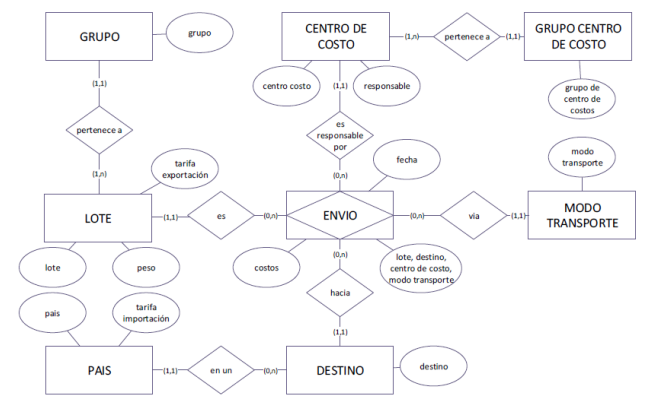 GRUPO
grupo
CENTRO DE
COSTO
(1,n)
pertenece a
(1,1)
GRUPO CENTRO
DE COSTO
(1,1)
centro costo
(1,1)
responsable
grupo de
centro de
costos
pertenece a
es
responsable
por
(1,n)
tarifa
exportación
(0,n)
fecha
modo
transporte
LOTE
(1,1)
es
(0,n)
ENVIO
(0,n)
via
(1,1)
MODO
TRANSPORTE
lote
peso
costos
(0,n)
lote, destino,
centro de costo,
modo transporte
pais
tarifa
importación
hacia
(1,1)
PAIS
(1,1)
en un
(0,n)
DESTINO
destino